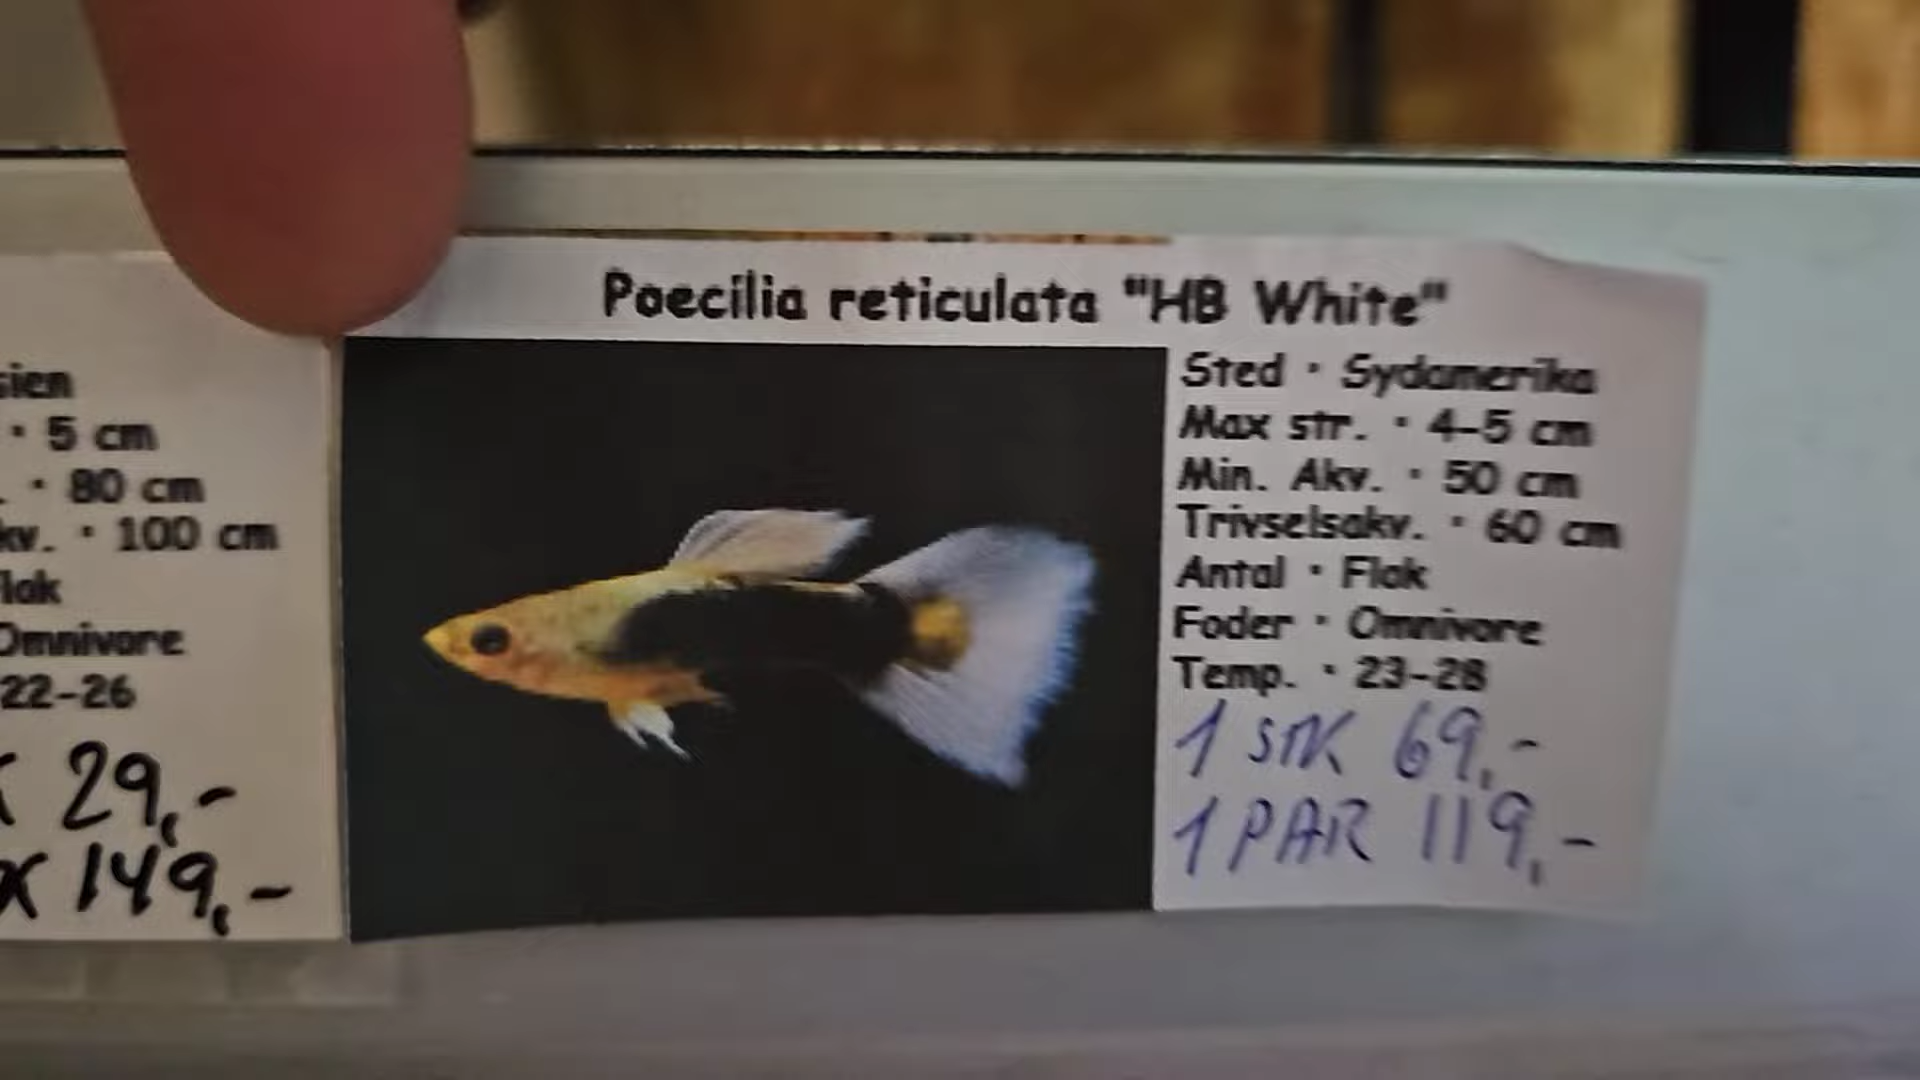 sien
· 5 cm
. · 80 cm
kv. · 100 cm
Flok
Omnivore
22-26
K 29,-
149,-
Poecilia reticulata "HB White"
Sted · Sydamerika
Max str. · 4-5 cm
Min. Akv. · 50 cm
Trivselsakv. · 60 cm
Antal · Flok
Foder · Omnivore
Temp. · 23-28
1 STK 69,-
1 PAR 119,-